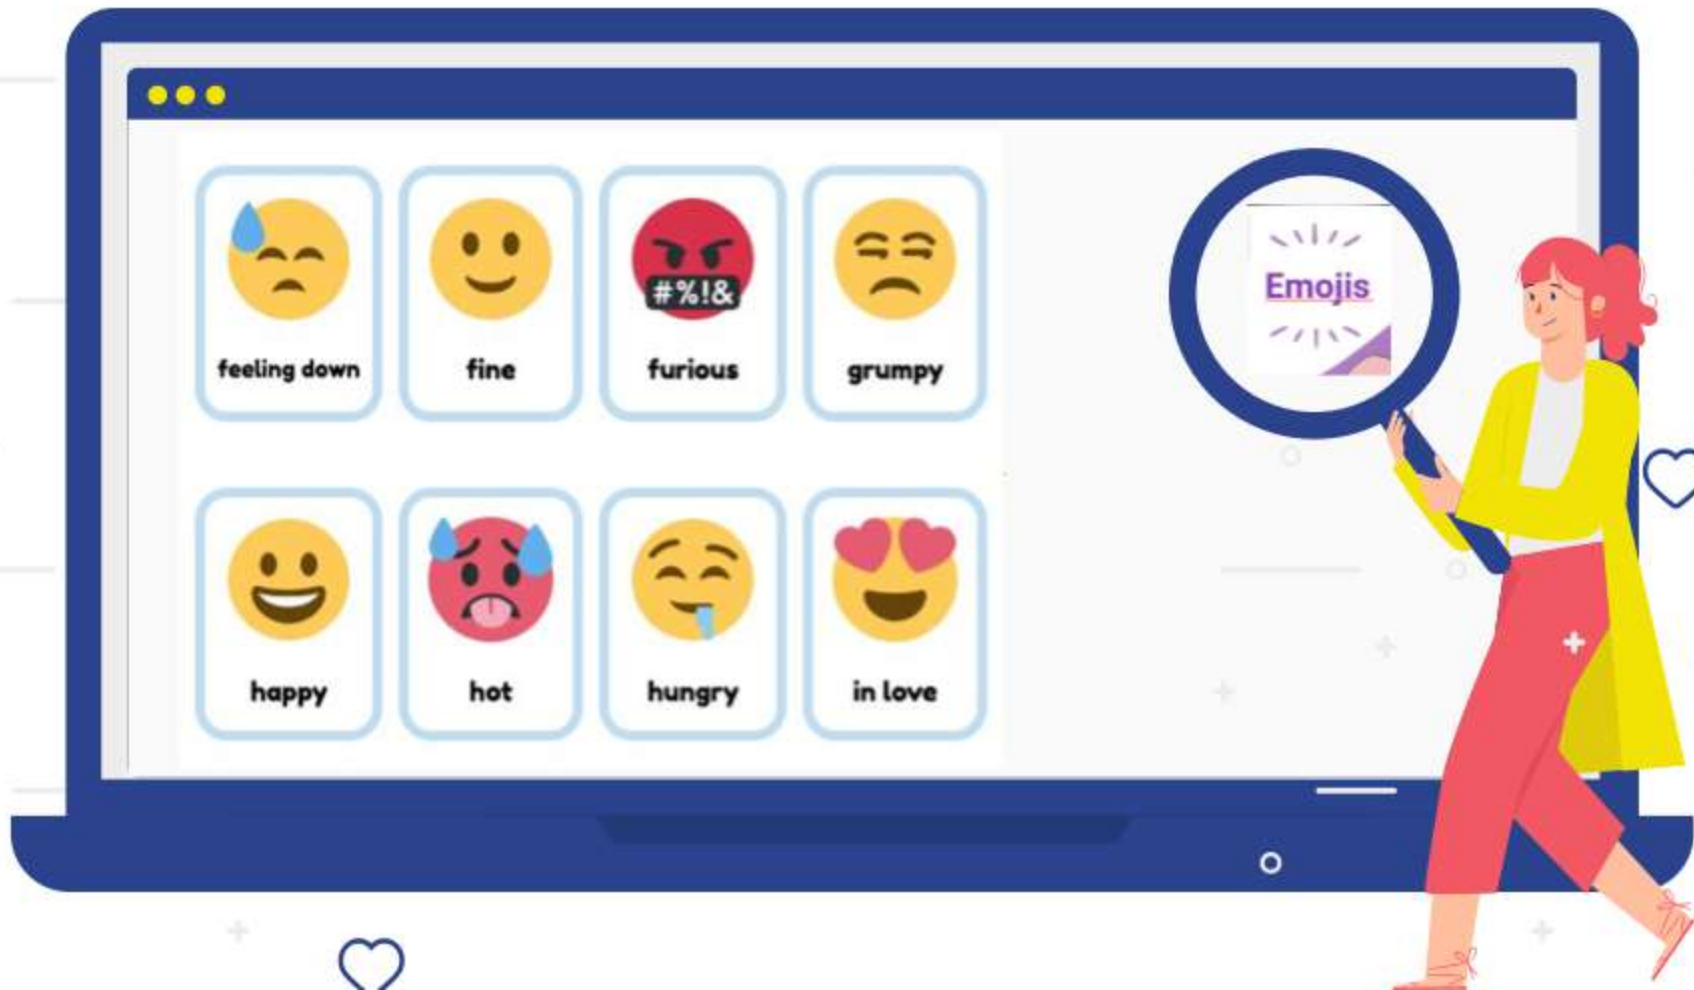 feeling down
fine
#%!&
furious
grumpy
Emojis
happy
hot
hungry
in love